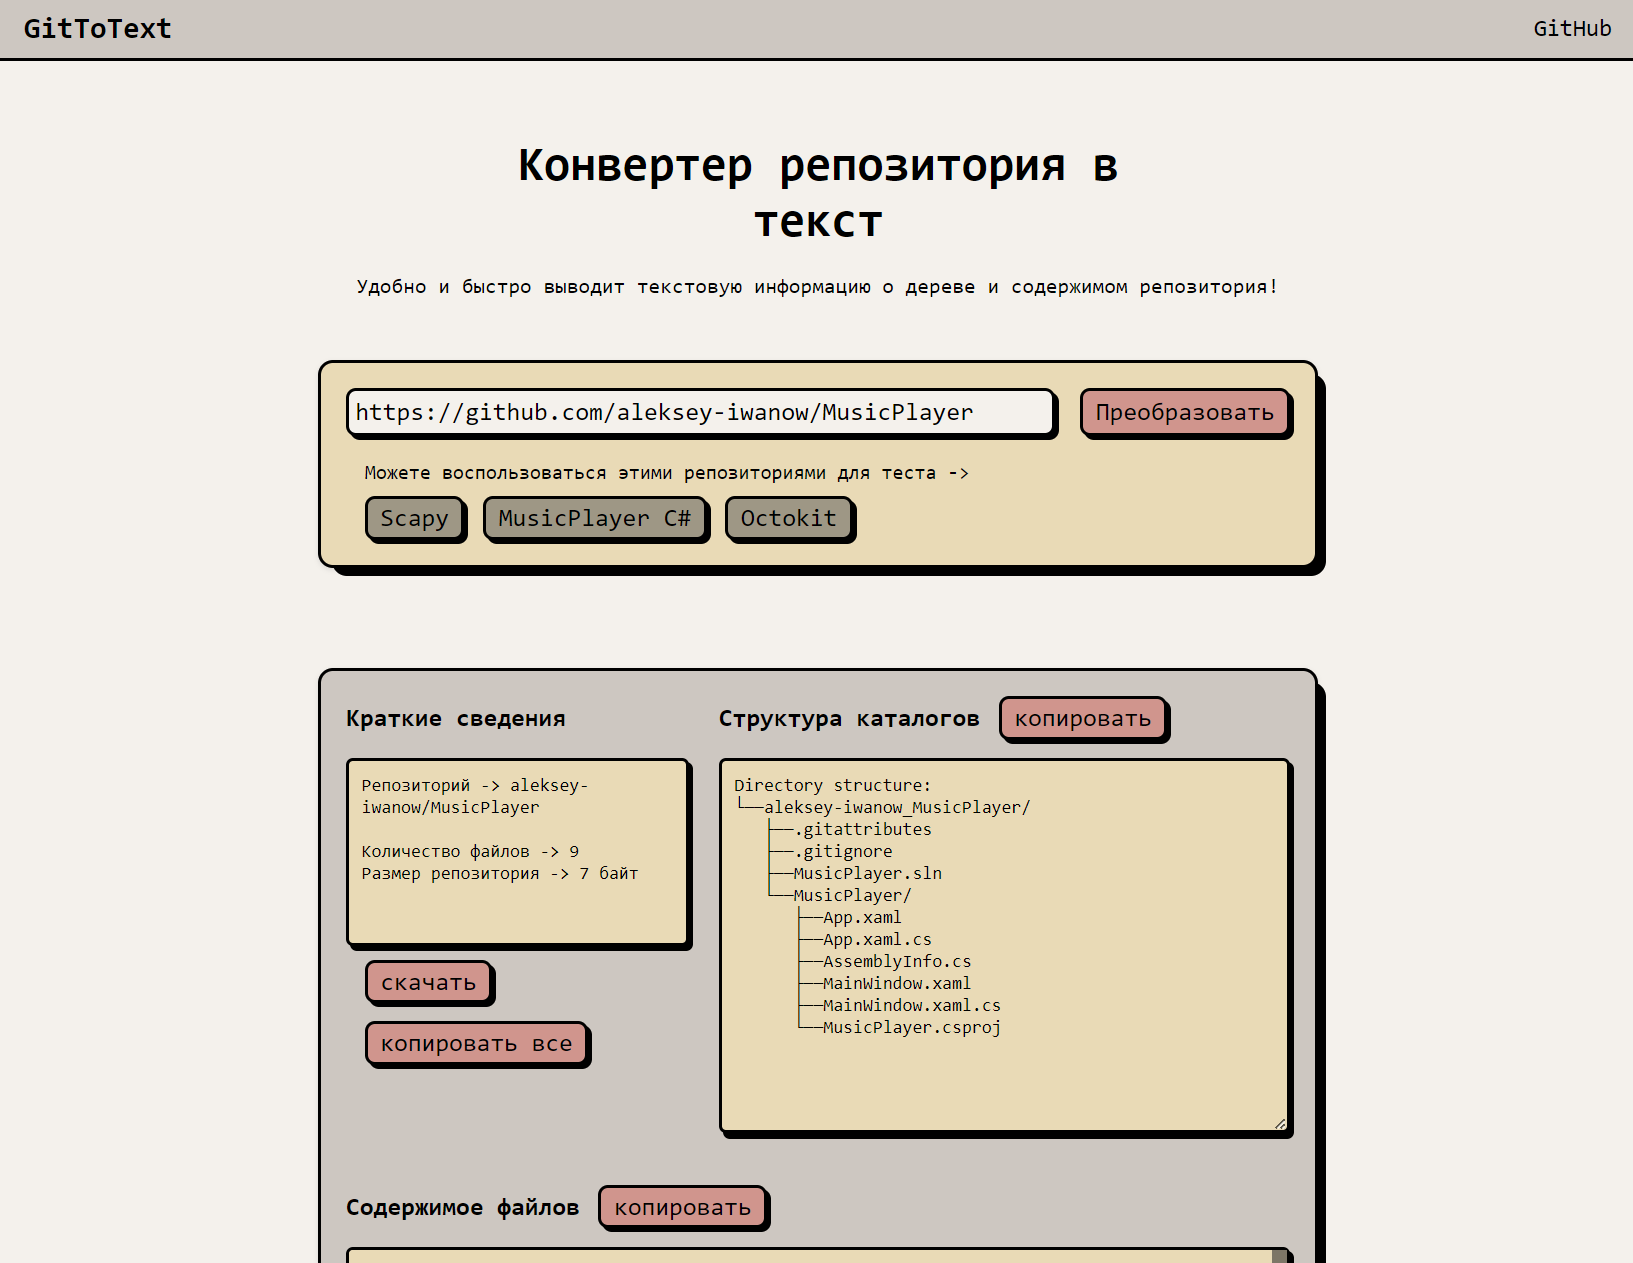 GitToText
GitHub
Конвертер репозитория в
текст
Удобно и быстро выводит текстовую информацию о дереве и содержимом репозитория!
https://github.com/aleksey-iwanow/MusicPlayer
Преобразовать
Можете воспользоваться этими репозиториями для теста ->
Scapy
MusicPlayer C#
Octokit
Краткие сведения
Репозиторий -> aleksey-
iwanow/MusicPlayer
Количество файлов -> 9
Размер репозитория -> 7 байт
скачать
копировать все
Структура каталогов
копировать
Directory structure:
└──aleksey-iwanow_MusicPlayer/
   ├──.gitattributes
   ├──.gitignore
   ├──MusicPlayer.sln
   └──MusicPlayer/
      ├──App.xaml
      ├──App.xaml.cs
      ├──AssemblyInfo.cs
      ├──MainWindow.xaml
      ├──MainWindow.xaml.cs
      └──MusicPlayer.csproj
Содержимое файлов
копировать